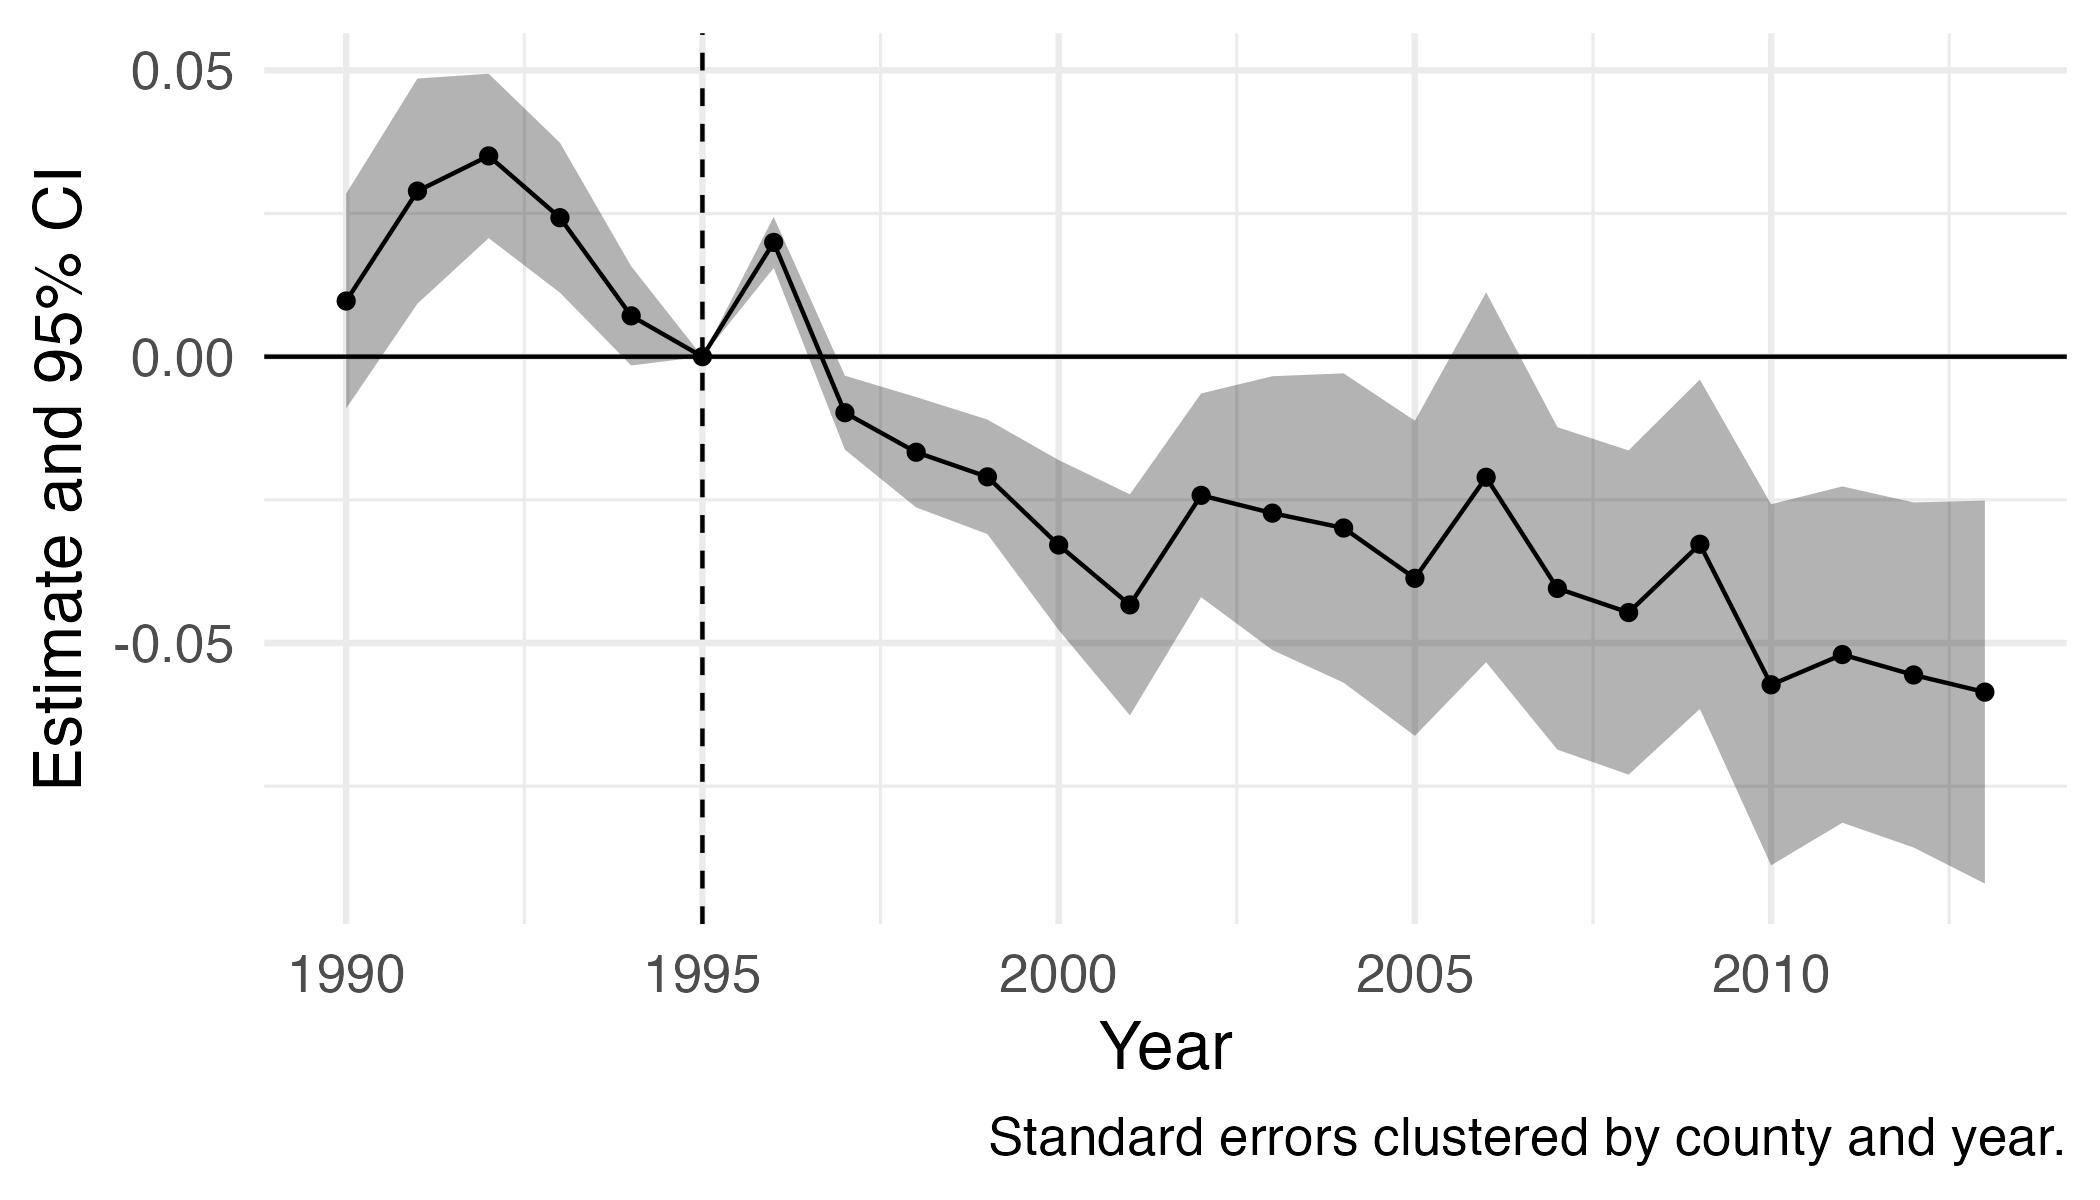 Estimate and 95% CI
0.05
0.00
-0.05
1990 1995 2000 2005 2010
Year
Standard errors clustered by county and year.